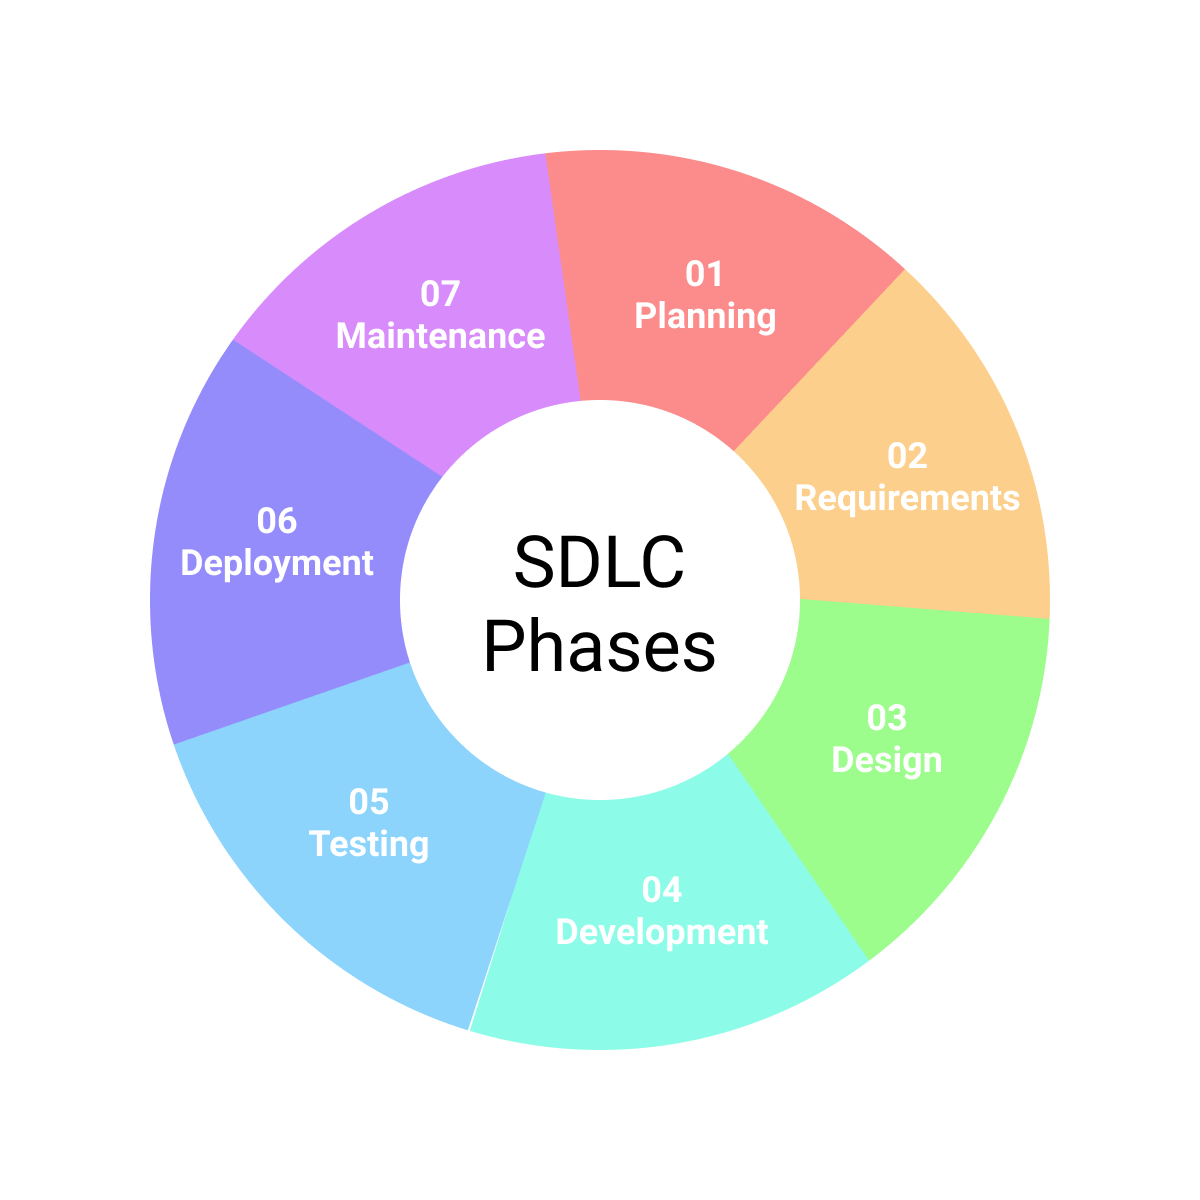 SDLC
Phases
01
Planning
02
Requirements
03
Design
04
Development
05
Testing
06
Deployment
07
Maintenance